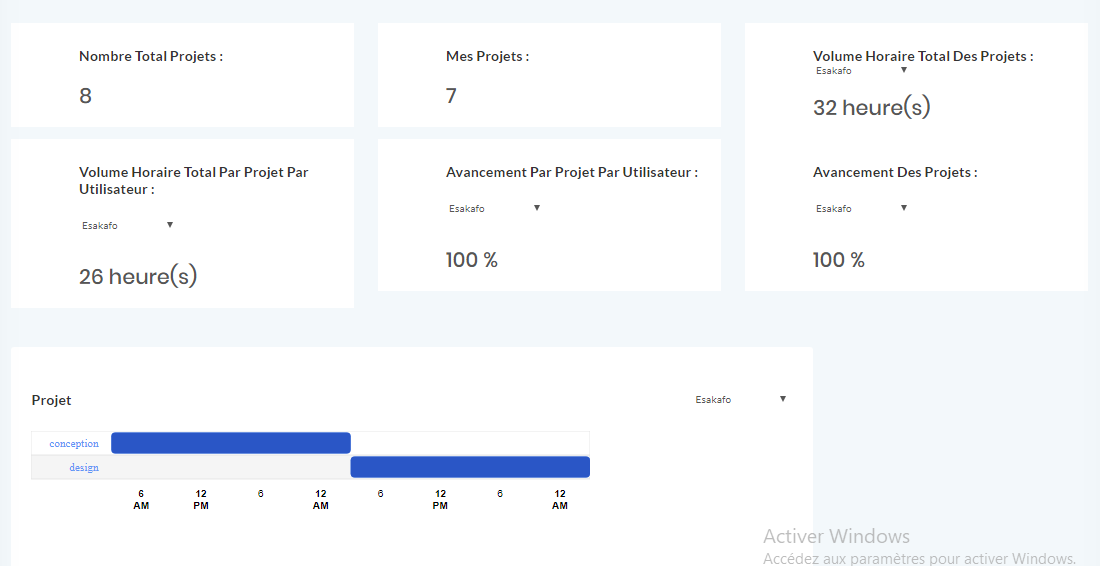 Nombre Total Projets :
8
Mes Projets :
7
Volume Horaire Total Des Projets :
Esakafo
32 heure(s)
Volume Horaire Total Par Projet Par
Utilisateur :
Esakafo
26 heure(s)
Avancement Par Projet Par Utilisateur :
Esakafo
100 %
Avancement Des Projets :
Esakafo
100 %
Projet
Esakafo
conception
design
6 12 6 12 6 12 6 12
AM PM AM PM AM
Activer Windows
Accédez aux paramètres pour activer Windows.